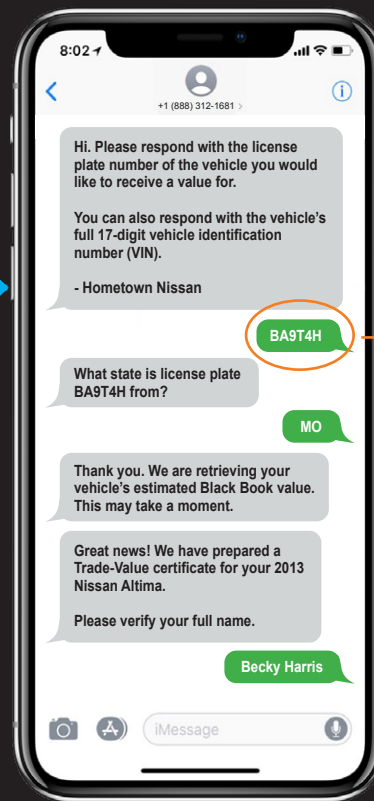 8:02
+1 (888) 312-1681
Hi. Please respond with the license
plate number of the vehicle you would
like to receive a value for.
You can also respond with the vehicle's
full 17-digit vehicle identification
number (VIN).
- Hometown Nissan
BA9T4H
What state is license plate
BA9T4H from?
MO
Thank you. We are retrieving your
vehicle's estimated Black Book value.
This may take a moment.
Great news! We have prepared a
Trade-Value certificate for your 2013
Nissan Altima.
Please verify your full name.
Becky Harris
iMessage